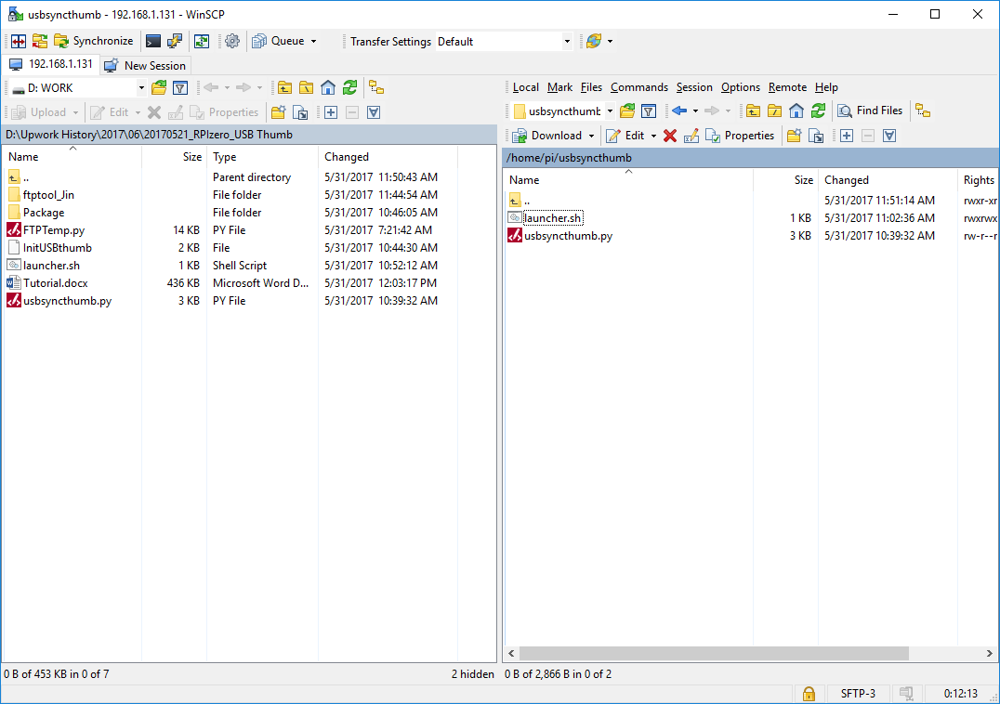 usbsyncthumb - 192.168.1.131 - WinSCP
Synchronize Queue Transfer Settings Default
192.168.1.131 New Session
D: WORK
Upload Edit Properties
D:\Upwork History\2017\06\20170521_RPIzero_USB Thumb
Name Size Type Changed
.. Parent directory 5/31/2017 11:50:43 AM
ftptool_Jin File folder 5/31/2017 11:44:54 AM
Package File folder 5/31/2017 10:46:05 AM
FTPTemp.py 14 KB PY File 5/31/2017 7:21:42 AM
InitUSBthumb 2 KB File 5/31/2017 10:44:30 AM
launcher.sh 1 KB Shell Script 5/31/2017 10:52:12 AM
Tutorial.docx 436 KB Microsoft Word D... 5/31/2017 12:03:17 PM
usbsyncthumb.py 3 KB PY File 5/31/2017 10:39:32 AM
0 B of 453 KB in 0 of 7 2 hidden
Local Mark Files Commands Session Options Remote Help
usbsyncthumb Find Files
Download Edit Properties
/home/pi/usbsyncthumb
Name Size Changed Rights
.. 5/31/2017 11:51:14 AM rwxr-xr
launcher.sh 1 KB 5/31/2017 11:02:36 AM rwxrwx
usbsyncthumb.py 3 KB 5/31/2017 10:39:32 AM rw-r--r
0 B of 2,866 B in 0 of 2
SFTP-3 0:12:13